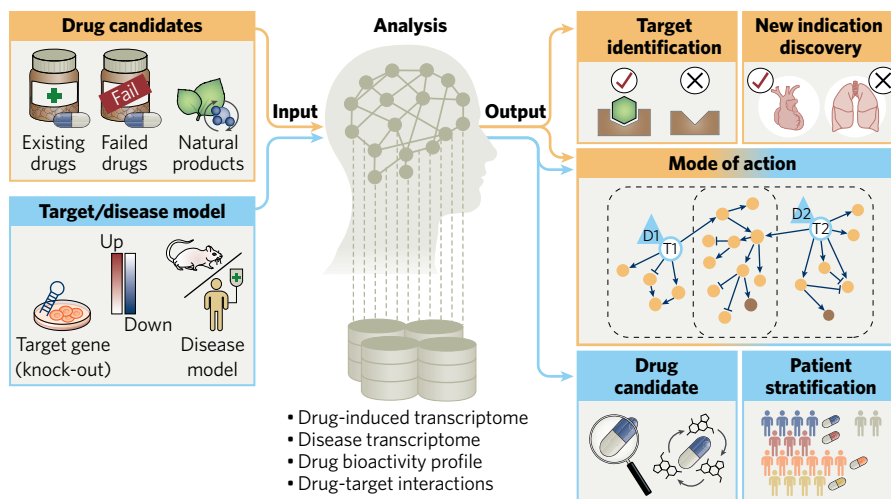 Drug candidates
Fail
Existing
drugs
Failed
drugs
Natural
products
Target/disease model
Up
Down
Target gene
(knock-out)
Disease
model
Analysis
Input
Output
• Drug-induced transcriptome
• Disease transcriptome
• Drug bioactivity profile
• Drug-target interactions
Target
identification
New indication
discovery
Mode of action
D1
T1
D2
T2
Drug
candidate
Patient
stratification